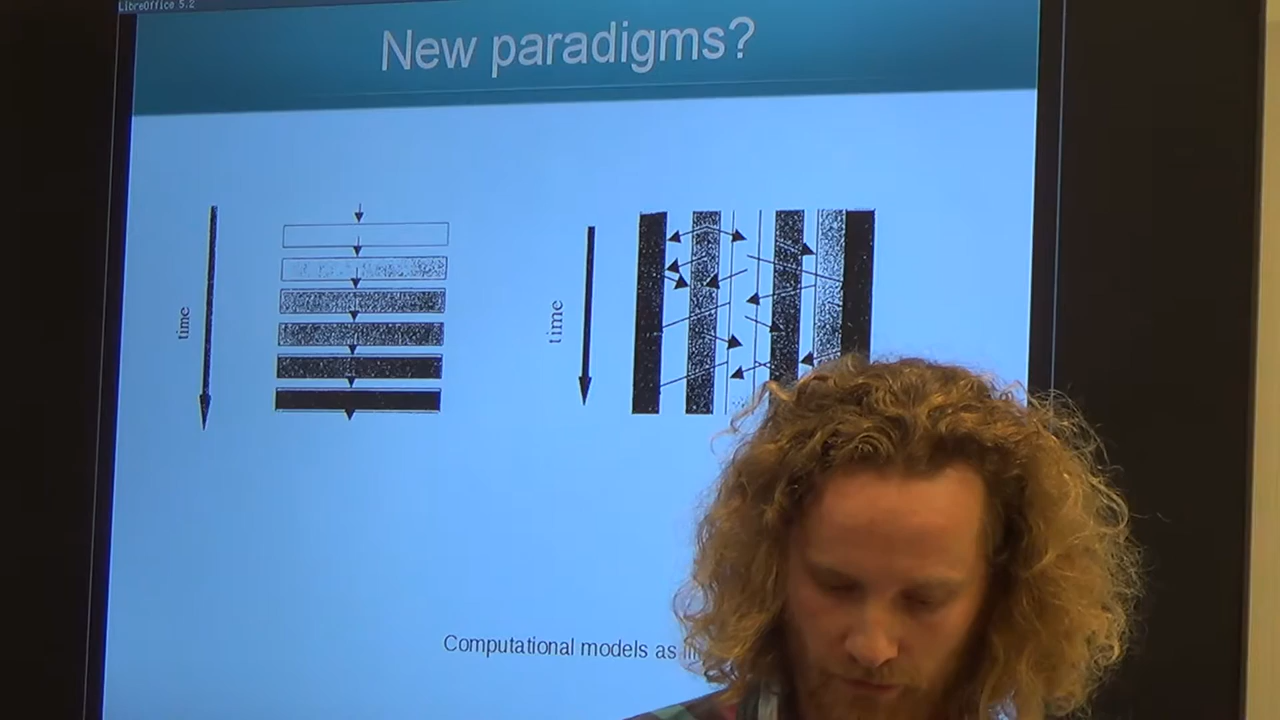 LibreOffice 5.2
New paradigms?
time
time
Computational models as